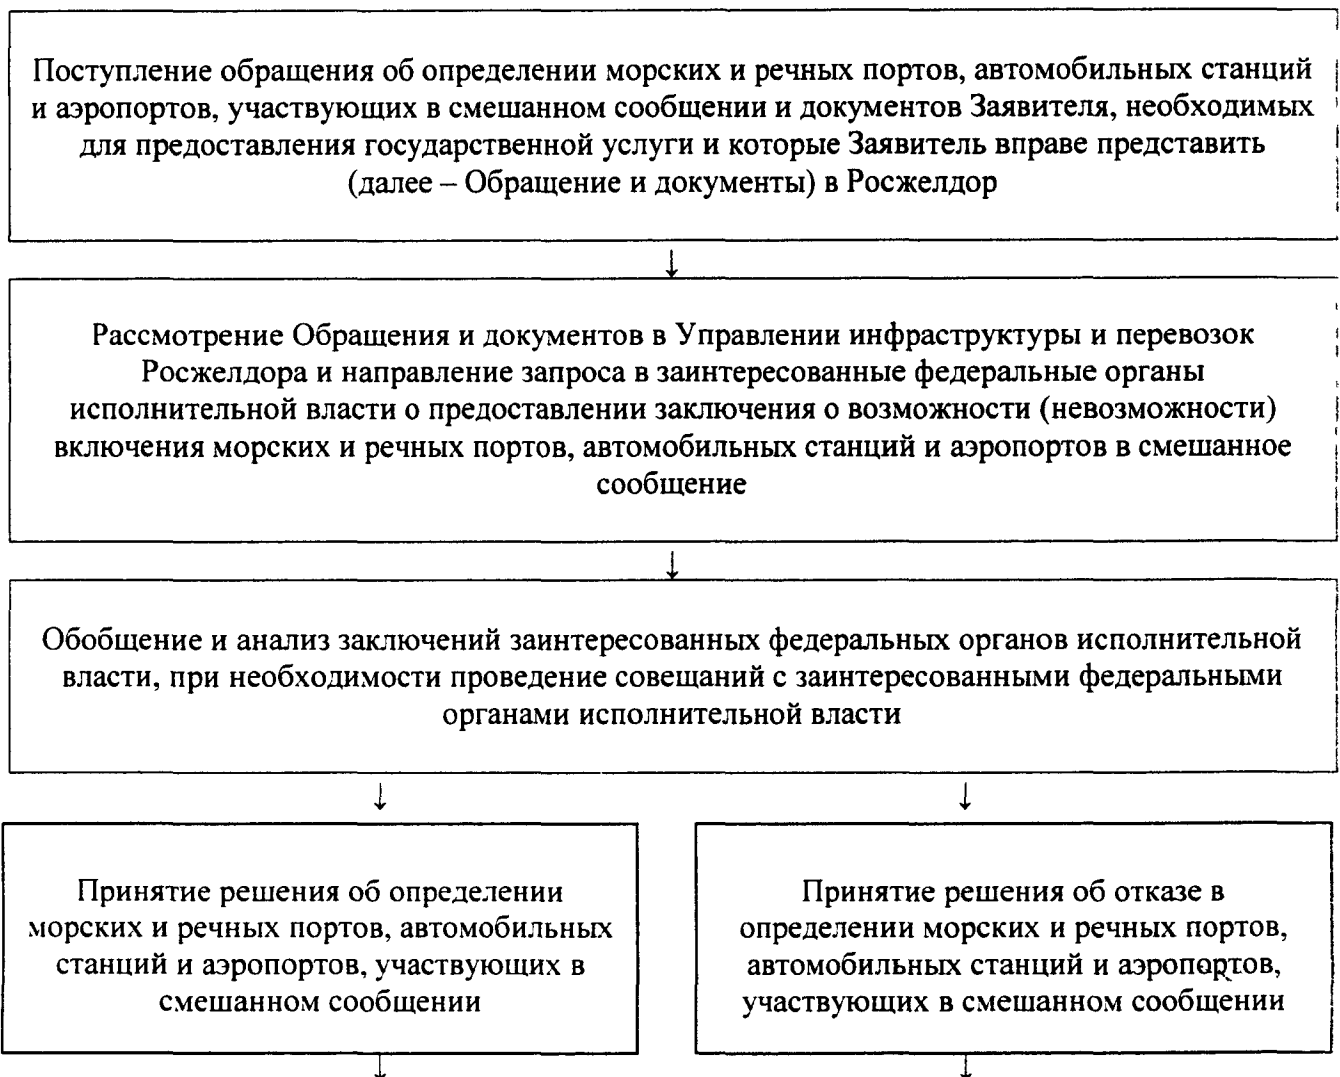 Поступление обращения об определении морских и речных портов, автомобильных станций
и аэропортов, участвующих в смешанном сообщении и документов Заявителя, необходимых
для предоставления государственной услуги и которые Заявитель вправе представить
(далее – Обращение и документы) в Росжелдор
↓
Рассмотрение Обращения и документов в Управлении инфраструктуры и перевозок
Росжелдора и направление запроса в заинтересованные федеральные органы
исполнительной власти о предоставлении заключения о возможности (невозможности)
включения морских и речных портов, автомобильных станций и аэропортов в смешанное
сообщение
↓
Обобщение и анализ заключений заинтересованных федеральных органов исполнительной
власти, при необходимости проведение совещаний с заинтересованными федеральными
органами исполнительной власти
↓ ↓
Принятие решения об определении
морских и речных портов, автомобильных
станций и аэропортов, участвующих в
смешанном сообщении
Принятие решения об отказе в
определении морских и речных портов,
автомобильных станций и аэропортов,
участвующих в смешанном сообщении
↓ ↓